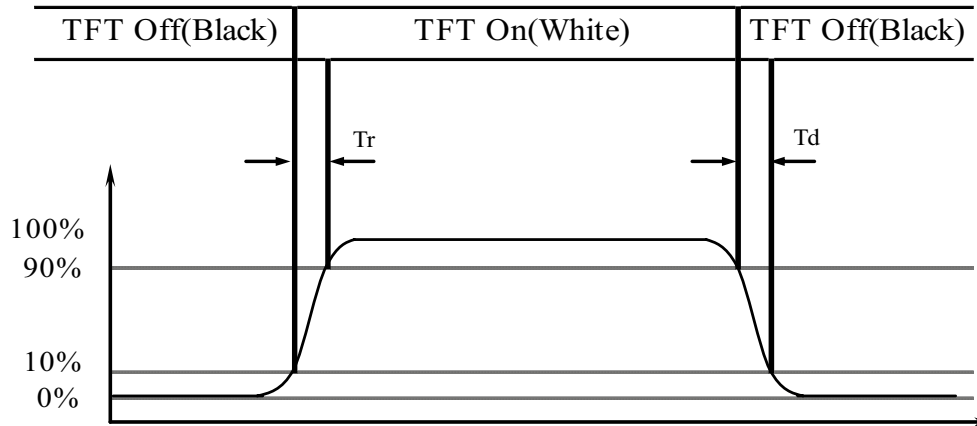 TFT Off(Black) TFT On(White) TFT Off(Black)
Tr Td
100%
90%
10%
0%